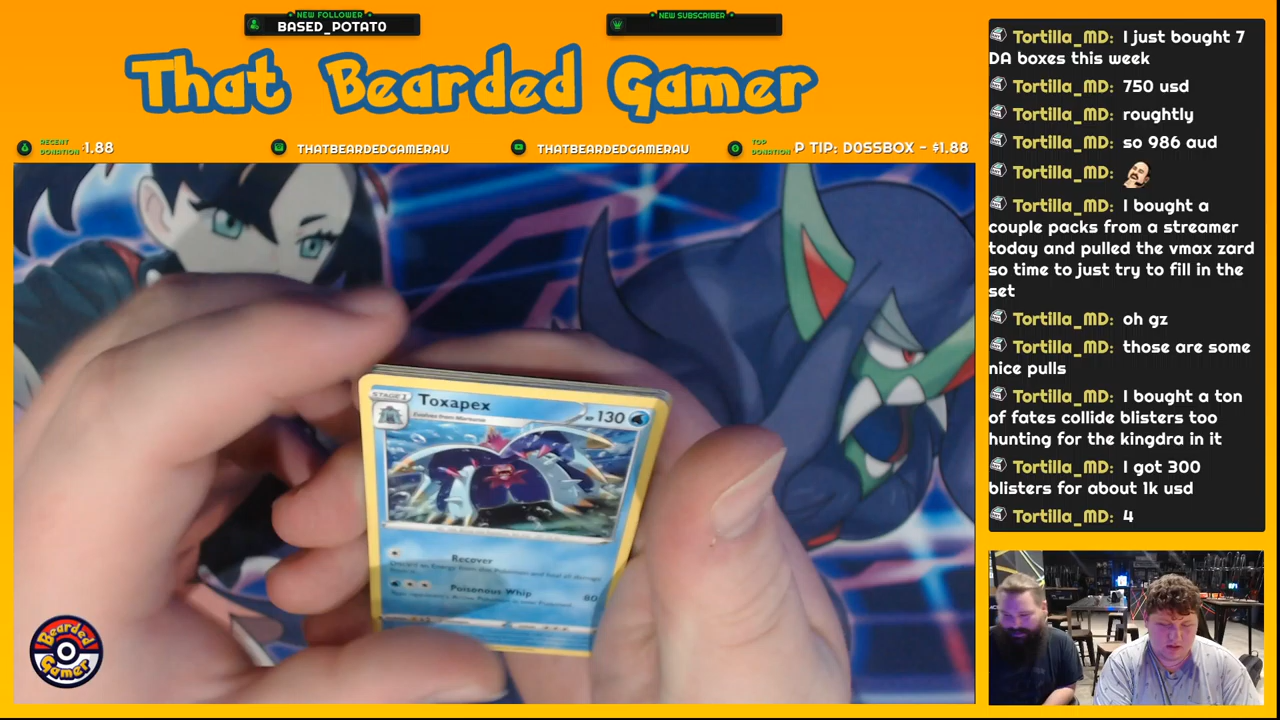 NEW FOLLOWER
BASED_POTATO
NEW SUBSCRIBER
That Bearded Gamer
RECENT DONATION :1.88
THATBEARDEDGAMERAU
THATBEARDEDGAMERAU
TOP DONATION P TIP: D0SSBOX - $1.88
Toxapex
130
Recover
Poisonous Whip 80
Bearded
Gamer
Tortilla_MD: I just bought 7
DA boxes this week
Tortilla_MD: 750 usd
Tortilla_MD: roughtly
Tortilla_MD: so 986 aud
Tortilla_MD:
Tortilla_MD: I bought a
couple packs from a streamer
today and pulled the vmax zard
so time to just try to fill in the
set
Tortilla_MD: oh gz
Tortilla_MD: those are some
nice pulls
Tortilla_MD: I bought a ton
of fates collide blisters too
hunting for the kingdra in it
Tortilla_MD: I got 300
blisters for about 1k usd
Tortilla_MD: 4